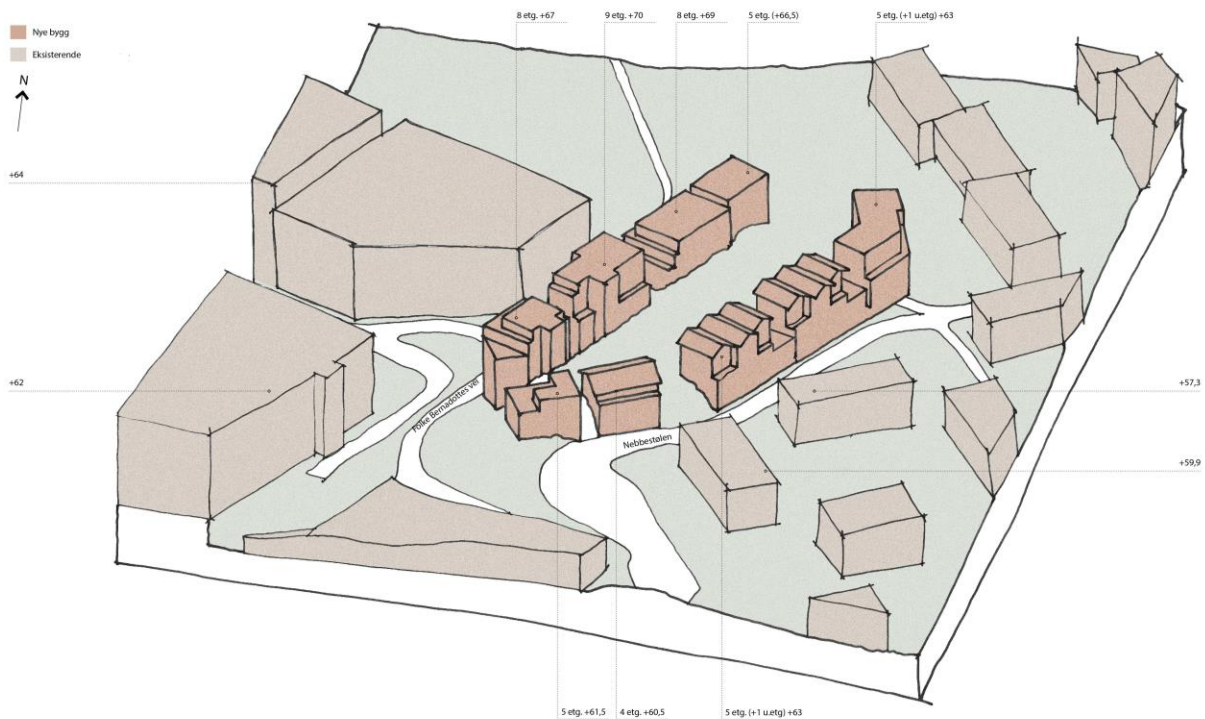 8 etg. +67
9 etg. +70
8 etg. +69
5 etg. (+66,5)
5 etg. (+1 u.etg) +63
Nye bygg
Eksisterende
N
+64
+62
+57,3
Folke Bernadottes vei
Nebbestølen
+59,9
5 etg. +61,5
4 etg. +60,5
5 etg. (+1 u.etg) +63